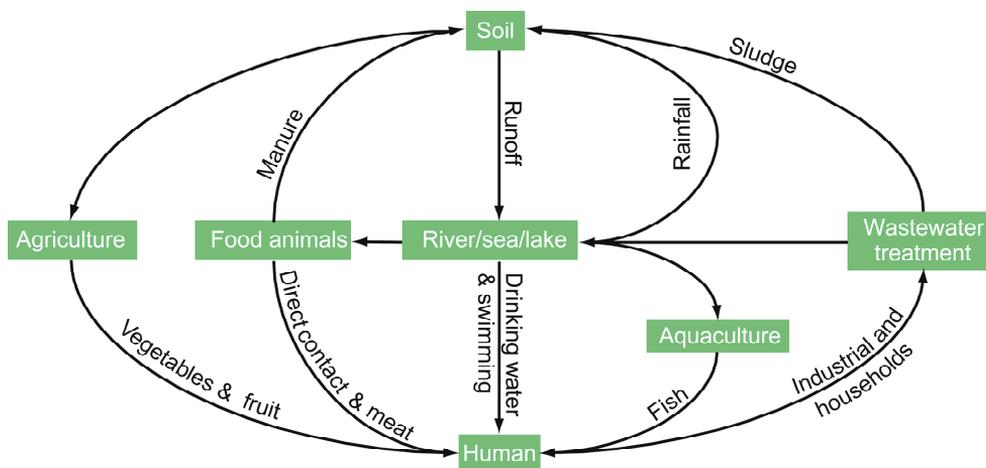 Soil
Sludge
Manure
Runoff
Rainfall
Agriculture
Food animals
River/sea/lake
Wastewater
treatment
Vegetables & fruit
Direct contact & meat
Drinking water
& swimming
Aquaculture
Fish
Industrial and
households
Human